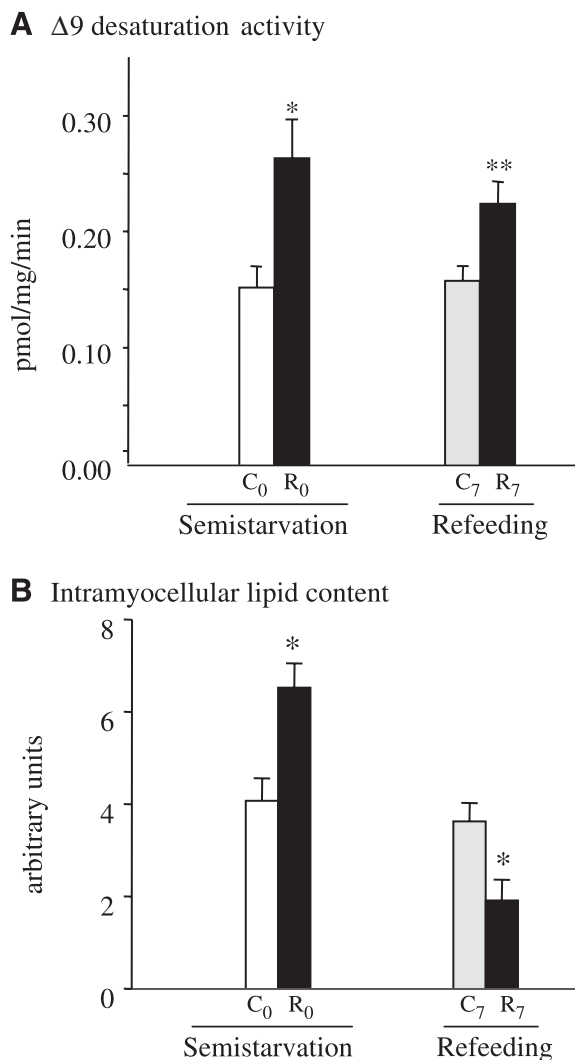 A Δ9 desaturation activity
pmol/mg/min
0.30
0.20
0.10
0.00
*
**
C₀ R₀ C₇ R₇
Semistarvation Refeeding
B Intramyocellular lipid content
arbitrary units
8
6
4
2
0
*
*
C₀ R₀ C₇ R₇
Semistarvation Refeeding